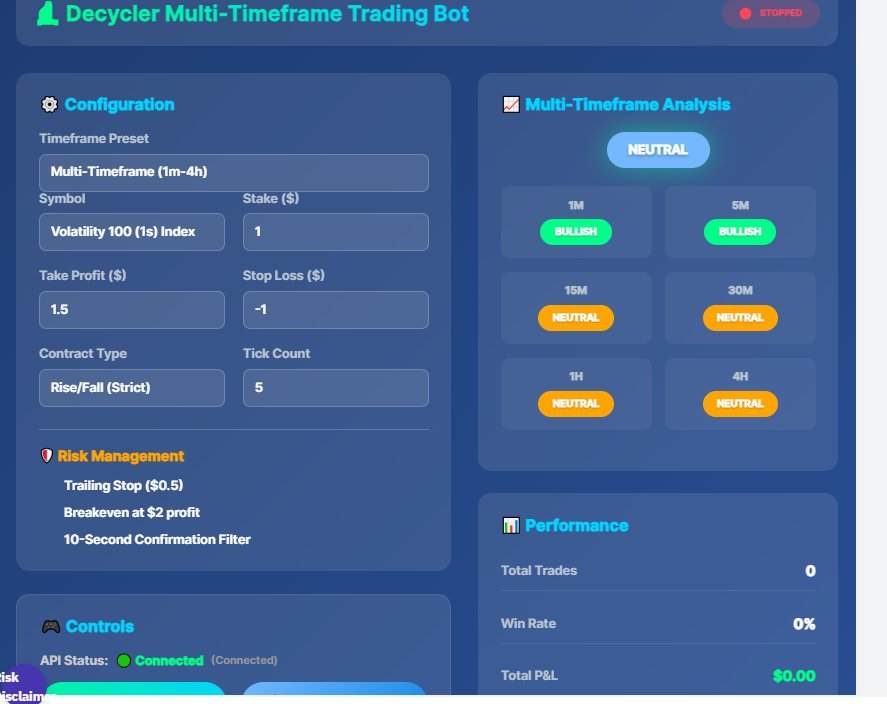 Decycler Multi-Timeframe Trading Bot
STOPPED
Configuration
Timeframe Preset
Multi-Timeframe (1m-4h)
Symbol
Stake ($)
Volatility 100 (1s) Index
1
Take Profit ($)
Stop Loss ($)
1.5
-1
Contract Type
Tick Count
Rise/Fall (Strict)
5
Risk Management
Trailing Stop ($0.5)
Breakeven at $2 profit
10-Second Confirmation Filter
Controls
API Status: Connected (Connected)
Risk
Disclaimer
Multi-Timeframe Analysis
NEUTRAL
1M
5M
BULLISH
BULLISH
15M
30M
NEUTRAL
NEUTRAL
1H
4H
NEUTRAL
NEUTRAL
Performance
Total Trades
0
Win Rate
0%
Total P&L
$0.00